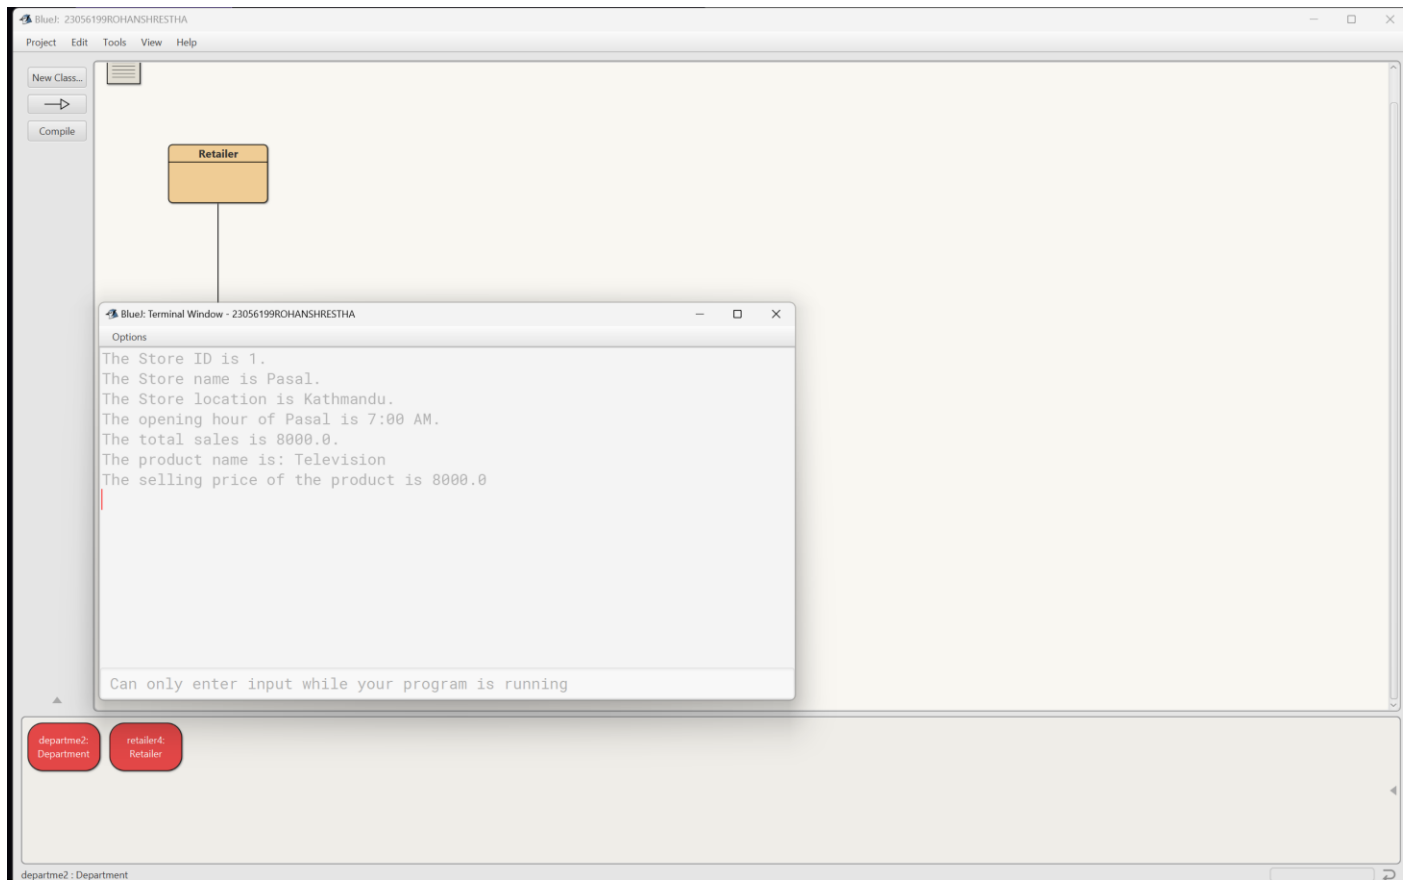 BlueJ: 23056199ROHANSHRESTHA
Project Edit Tools View Help
New Class...
Compile
Retailer
BlueJ: Terminal Window - 23056199ROHANSHRESTHA
Options
The Store ID is 1.
The Store name is Pasal.
The Store location is Kathmandu.
The opening hour of Pasal is 7:00 AM.
The total sales is 8000.0.
The product name is: Television
The selling price of the product is 8000.0
Can only enter input while your program is running
departme2:
Department
retailer4:
Retailer
departme2 : Department